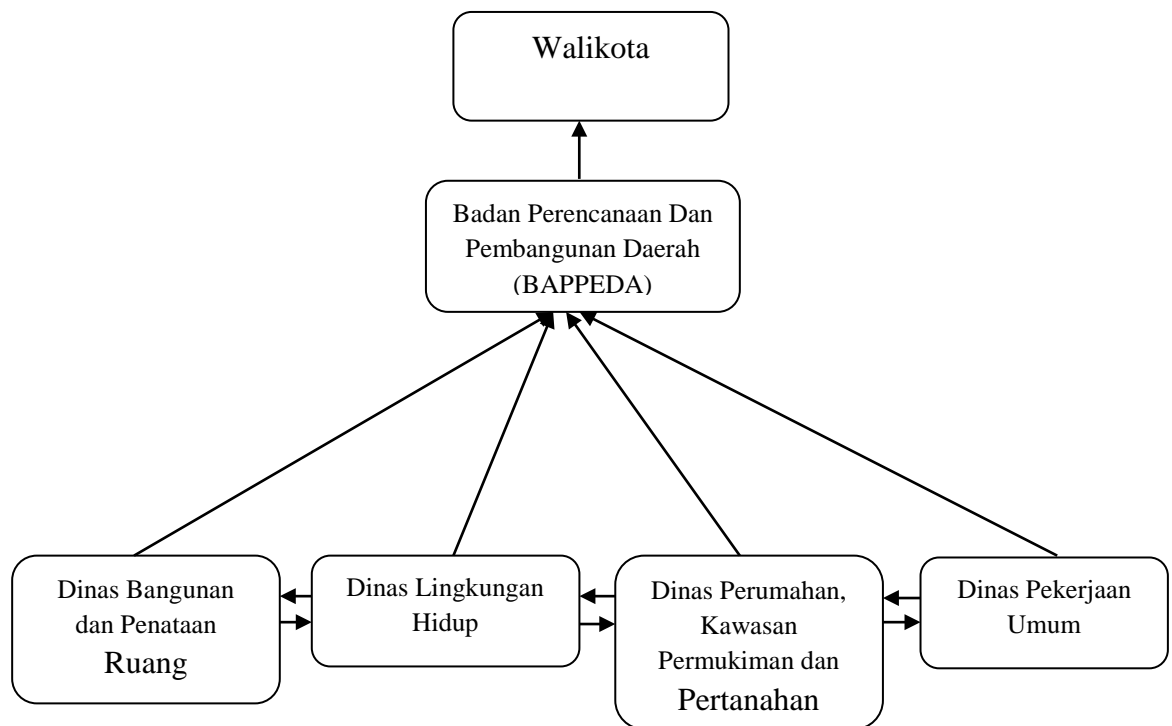 Walikota
Badan Perencanaan Dan
Pembangunan Daerah
(BAPPEDA)
Dinas Bangunan
dan Penataan
Ruang
Dinas Lingkungan
Hidup
Dinas Perumahan,
Kawasan
Permukiman dan
Pertanahan
Dinas Pekerjaan
Umum